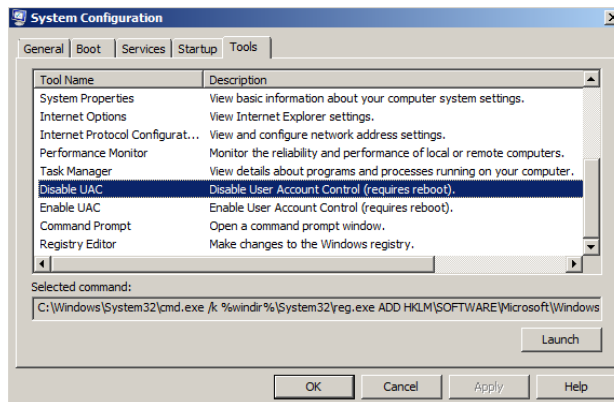 System Configuration
General Boot Services Startup Tools
Tool Name Description
System Properties View basic information about your computer system settings.
Internet Options View Internet Explorer settings.
Internet Protocol Configurat... View and configure network address settings.
Performance Monitor Monitor the reliability and performance of local or remote computers.
Task Manager View details about programs and processes running on your computer.
Disable UAC Disable User Account Control (requires reboot).
Enable UAC Enable User Account Control (requires reboot).
Command Prompt Open a command prompt window.
Registry Editor Make changes to the Windows registry.
Selected command:
C:\Windows\System32\cmd.exe /k %windir%\System32\reg.exe ADD HKLM\SOFTWARE\Microsoft\Windows
Launch
OK Cancel Apply Help